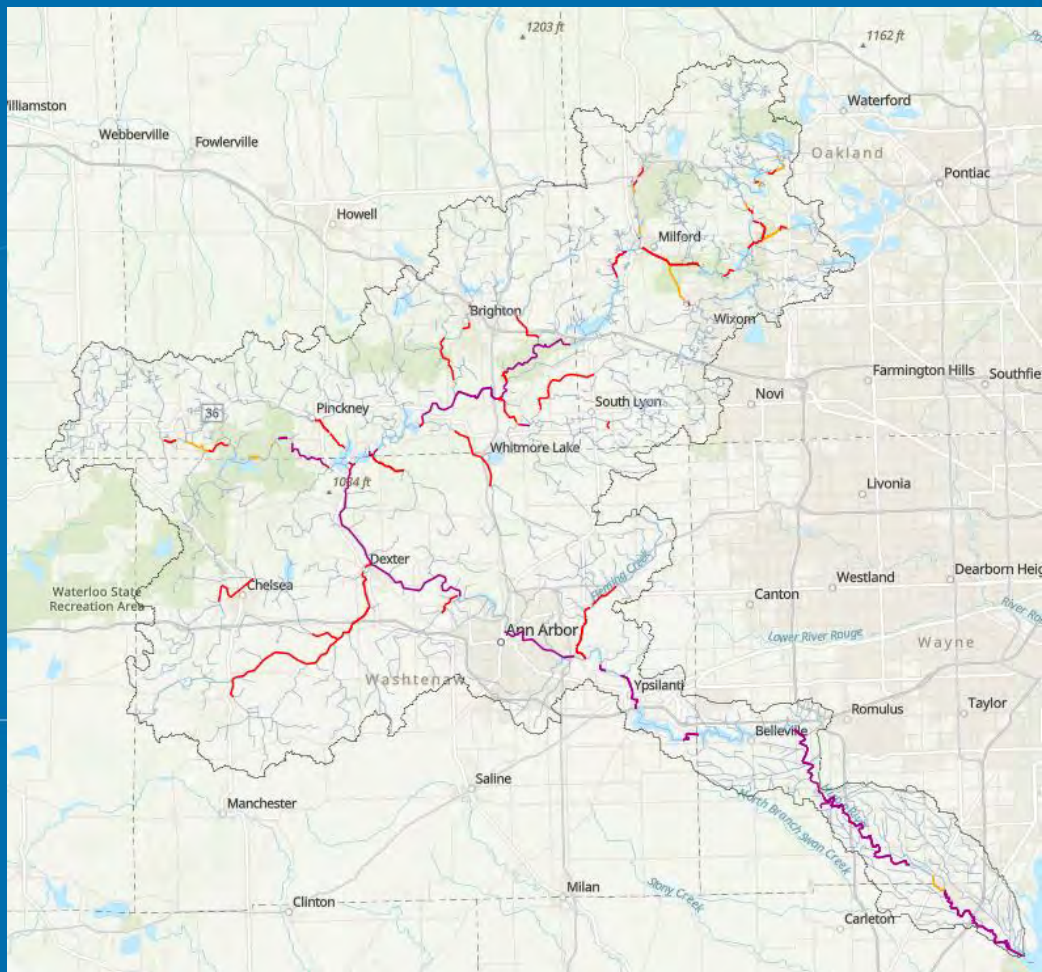 1203 ft
1162 ft
Williamston
Webberville
Fowlerville
Waterford
Oakland
Pontiac
Howell
Milford
Brighton
Wixom
Farmington Hills
Southfie
36
Pinckney
South Lyon
Novi
Whitmore Lake
1034 ft
Livonia
Dexter
Chelsea
Waterloo State
Recreation Area
Fleming Creek
Westland
Dearborn Heig
Canton
River Ro
Ann Arbor
Lower River Rouge
Wayne
Washtenaw
Ypsilanti
Romulus
Taylor
Belleville
Saline
Manchester
North Branch Swan Creek
Stony Creek
Milan
Clinton
Carleton